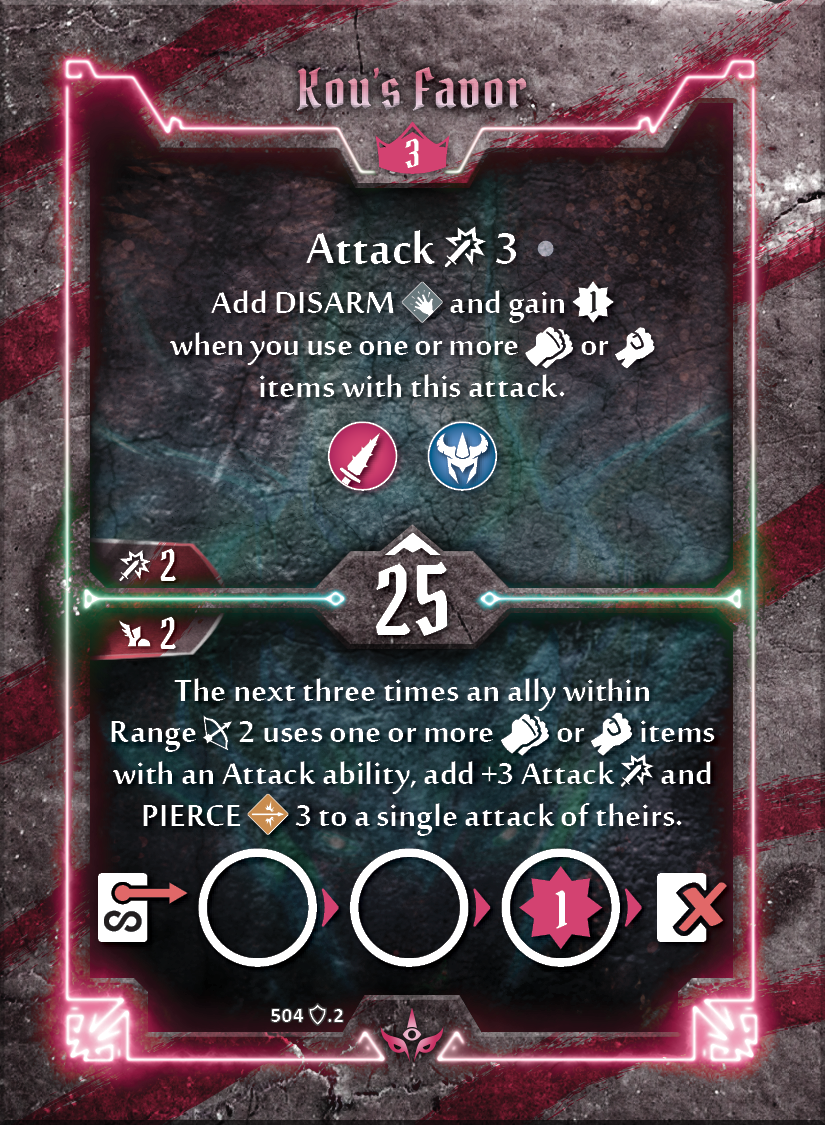 Kou's Favor
3
Attack 3
Add DISARM and gain 1
when you use one or more or
items with this attack.
2
25
2
The next three times an ally within
Range 2 uses one or more or items
with an Attack ability, add +3 Attack and
PIERCE 3 to a single attack of theirs.
1
504 .2